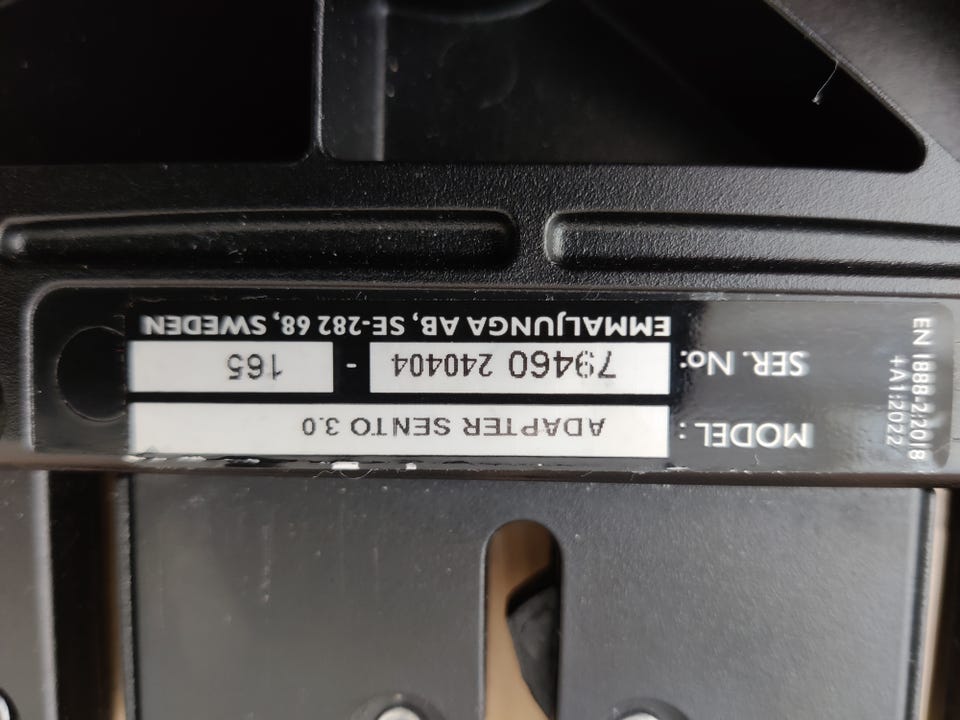 MODEL: ADAPTER SENTO 3.0
SER. No: 79460 240404 - 165
EMMALJUNGA AB, SE-282 68, SWEDEN
EN 1888-2:2018
+A1:2022